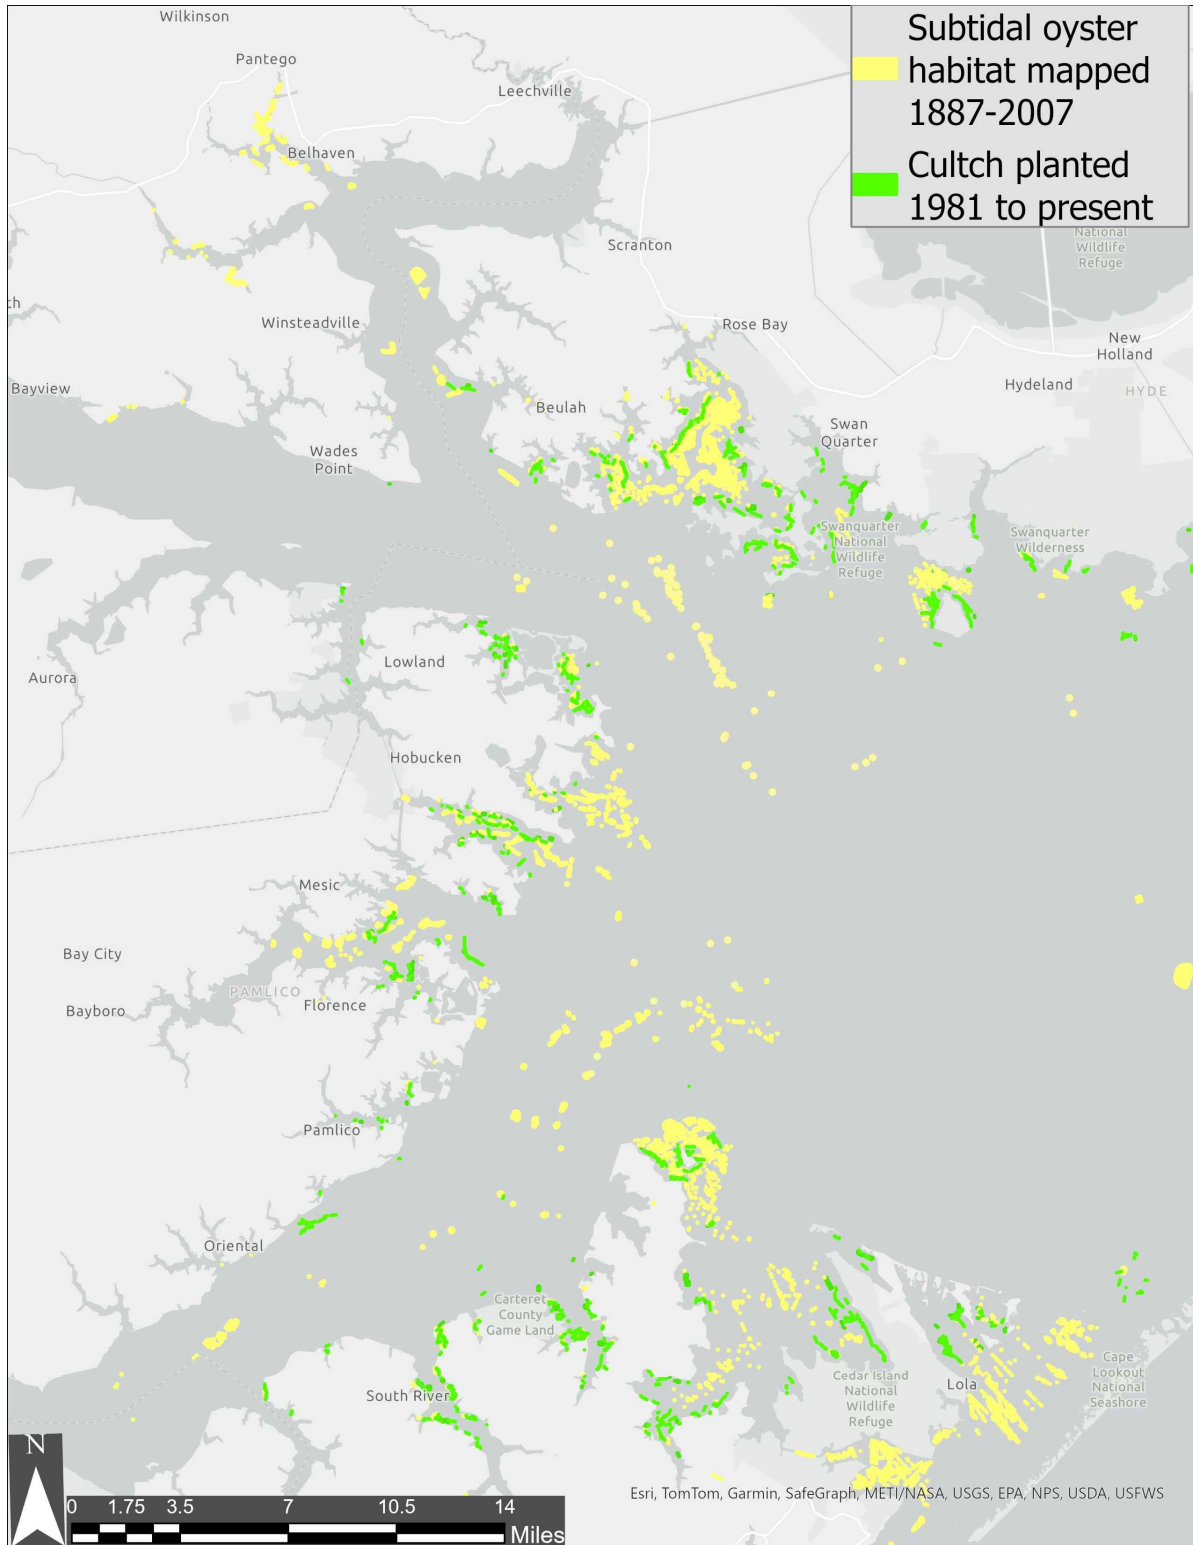 Wilkinson
Subtidal oyster
habitat mapped
1887-2007
Cultch planted
1981 to present
Pantego
Leechville
Belhaven
National
Wildlife
Refuge
Scranton
ch
Winsteadville
Rose Bay
New
Holland
Bayview
Hydeland
HYDE
Beulah
Swan
Quarter
Wades
Point
Swanquarter
National
Wildlife
Refuge
Swanquarter
Wilderness
Lowland
Aurora
Hobucken
Mesic
Bay City
PAMLICO
Florence
Bayboro
Pamlico
Oriental
Carteret
County
Game Land
Cape
Lookout
National
Seashore
Cedar Island
National
Wildlife
Refuge
Lola
South River
N
0 1.75 3.5 7 10.5 14
Miles
Esri, TomTom, Garmin, SafeGraph, METI/NASA, USGS, EPA, NPS, USDA, USFWS